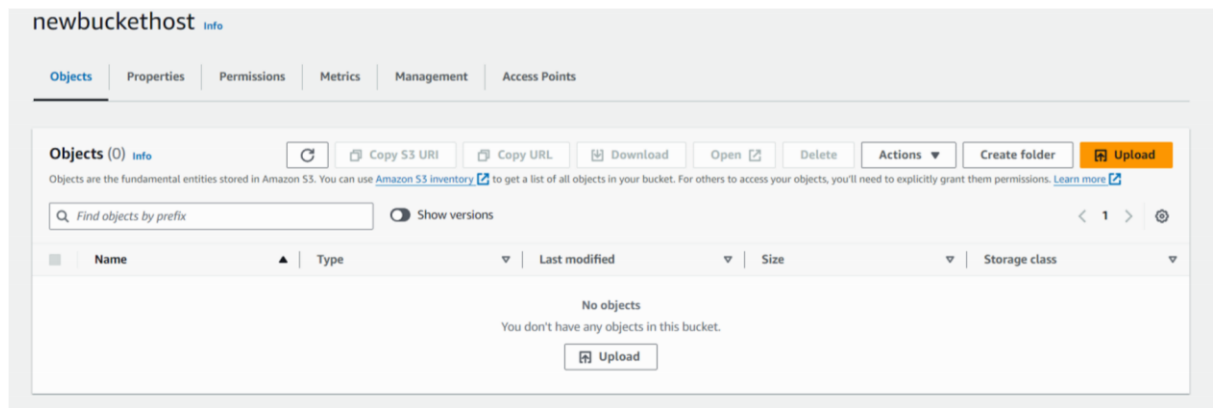 newbuckethost Info
Objects Properties Permissions Metrics Management Access Points
Objects (0) Info Copy S3 URI Copy URL Download Open Delete Actions Create folder Upload
Objects are the fundamental entities stored in Amazon S3. You can use Amazon S3 inventory to get a list of all objects in your bucket. For others to access your objects, you'll need to explicitly grant them permissions. Learn more
Find objects by prefix Show versions 1
Name Type Last modified Size Storage class
No objects
You don't have any objects in this bucket.
Upload